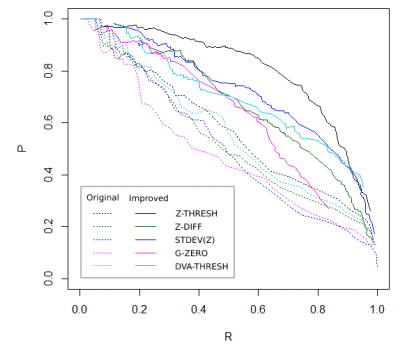 1.0
0.8
0.6
0.4
0.2
0.0
P
Original Improved
Z-THRESH
Z-DIFF
STDEV(Z)
G-ZERO
DVA-THRESH
0.0 0.2 0.4 0.6 0.8 1.0
R